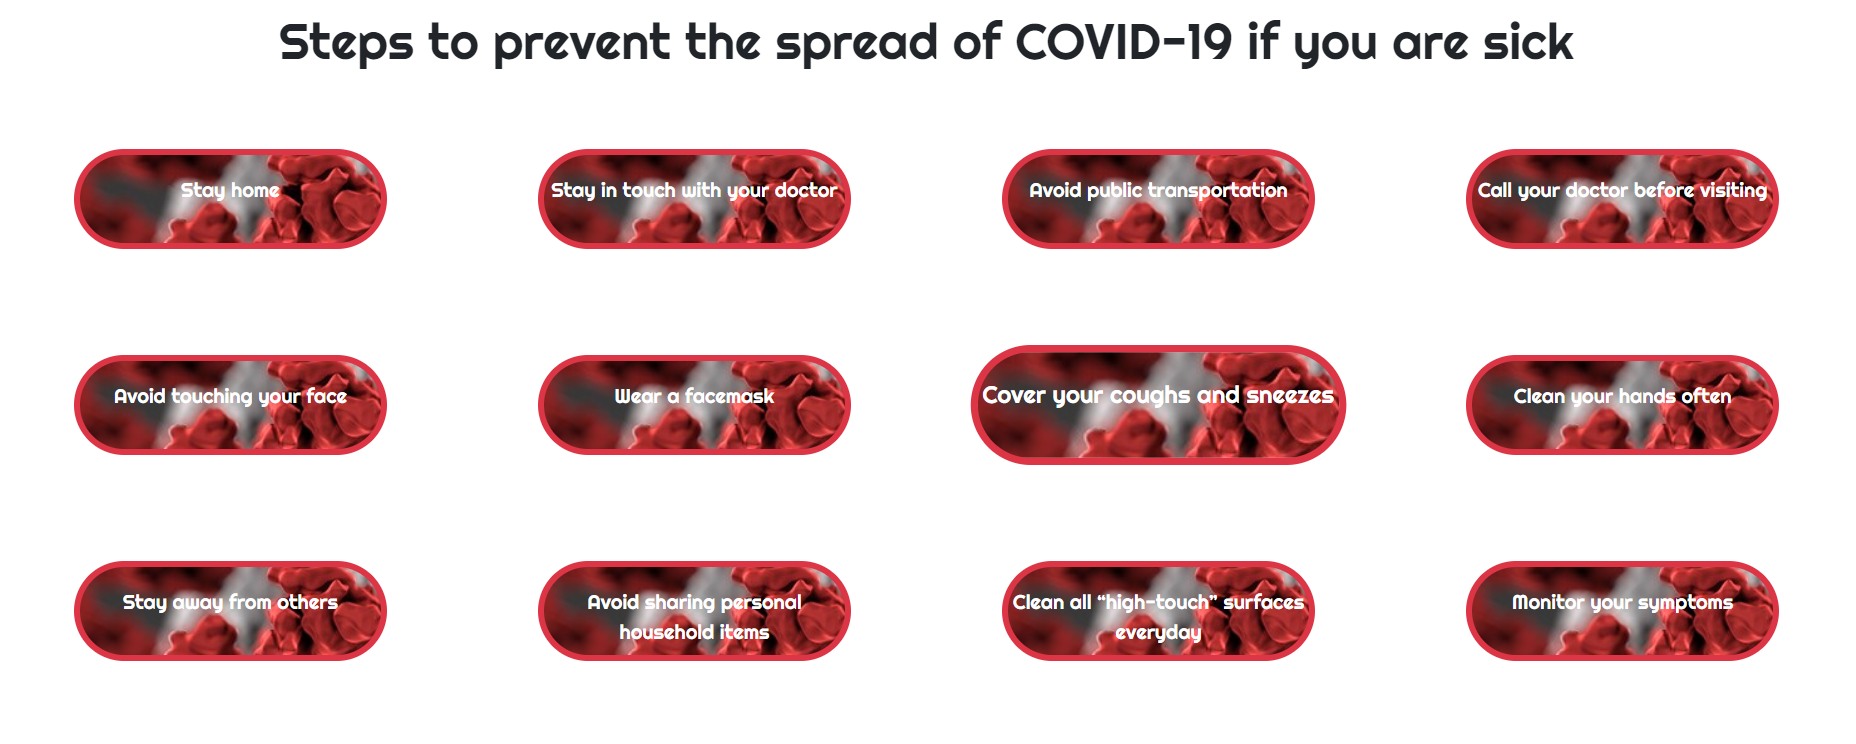 Steps to prevent the spread of COVID-19 if you are sick
Stay home
Stay in touch with your doctor
Avoid public transportation
Call your doctor before visiting
Avoid touching your face
Wear a facemask
Cover your coughs and sneezes
Clean your hands often
Stay away from others
Avoid sharing personal
household items
Clean all “high-touch” surfaces
everyday
Monitor your symptoms